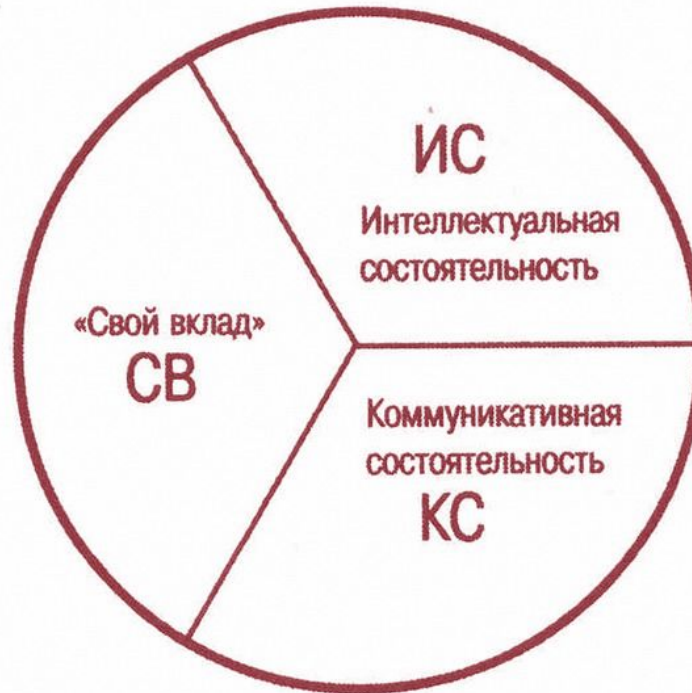 ИС
Интеллектуальная
состоятельность
«Свой вклад»
СВ
Коммуникативная
состоятельность
КС